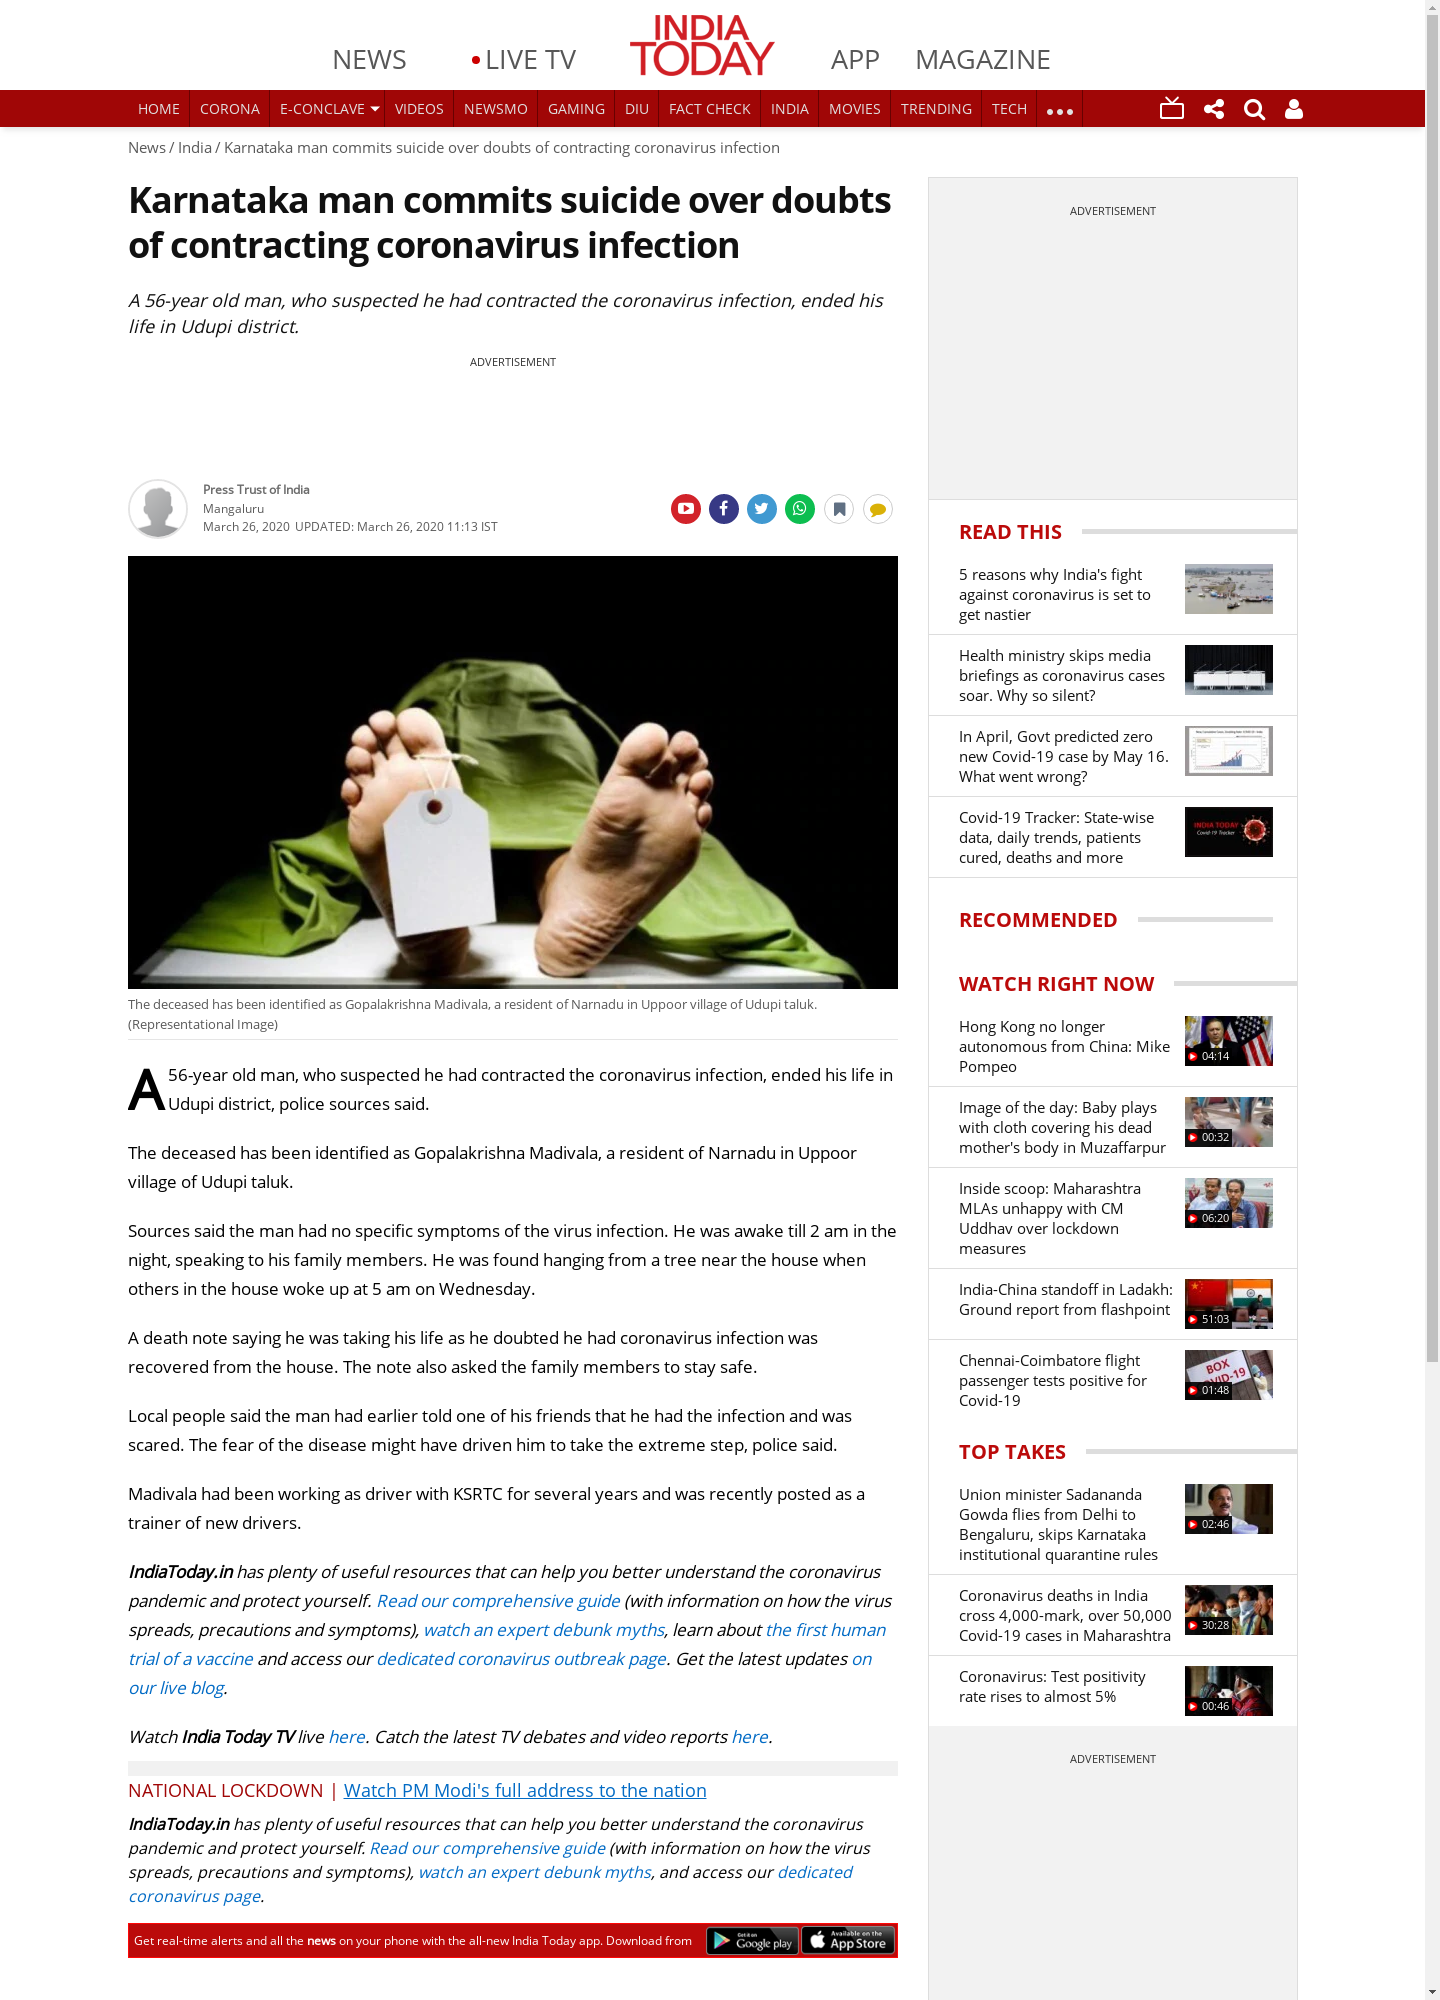 NEWS
LIVE TV
INDIA
TODAY
APP
MAGAZINE
HOME
CORONA
E-CONCLAVE
VIDEOS
NEWSMO
GAMING
DIU
FACT CHECK
INDIA
MOVIES
TRENDING
TECH
News / India / Karnataka man commits suicide over doubts of contracting coronavirus infection
Karnataka man commits suicide over doubts
of contracting coronavirus infection
A 56-year old man, who suspected he had contracted the coronavirus infection, ended his
life in Udupi district.
ADVERTISEMENT
Press Trust of India
Mangaluru
March 26, 2020 UPDATED: March 26, 2020 11:13 IST
The deceased has been identified as Gopalakrishna Madivala, a resident of Narnadu in Uppoor village of Udupi taluk.
(Representational Image)
A 56-year old man, who suspected he had contracted the coronavirus infection, ended his life in
Udupi district, police sources said.
The deceased has been identified as Gopalakrishna Madivala, a resident of Narnadu in Uppoor
village of Udupi taluk.
Sources said the man had no specific symptoms of the virus infection. He was awake till 2 am in the
night, speaking to his family members. He was found hanging from a tree near the house when
others in the house woke up at 5 am on Wednesday.
A death note saying he was taking his life as he doubted he had coronavirus infection was
recovered from the house. The note also asked the family members to stay safe.
Local people said the man had earlier told one of his friends that he had the infection and was
scared. The fear of the disease might have driven him to take the extreme step, police said.
Madivala had been working as driver with KSRTC for several years and was recently posted as a
trainer of new drivers.
IndiaToday.in has plenty of useful resources that can help you better understand the coronavirus
pandemic and protect yourself. Read our comprehensive guide (with information on how the virus
spreads, precautions and symptoms), watch an expert debunk myths, learn about the first human
trial of a vaccine and access our dedicated coronavirus outbreak page. Get the latest updates on
our live blog.
Watch India Today TV live here. Catch the latest TV debates and video reports here.
NATIONAL LOCKDOWN | Watch PM Modi's full address to the nation
IndiaToday.in has plenty of useful resources that can help you better understand the coronavirus
pandemic and protect yourself. Read our comprehensive guide (with information on how the virus
spreads, precautions and symptoms), watch an expert debunk myths, and access our dedicated
coronavirus page.
Get real-time alerts and all the news on your phone with the all-new India Today app. Download from
Get it on
Google play
Available on the
App Store
ADVERTISEMENT
READ THIS
5 reasons why India's fight
against coronavirus is set to
get nastier
Health ministry skips media
briefings as coronavirus cases
soar. Why so silent?
In April, Govt predicted zero
new Covid-19 case by May 16.
What went wrong?
Covid-19 Tracker: State-wise
data, daily trends, patients
cured, deaths and more
INDIA TODAY
Covid-19 Tracker
RECOMMENDED
WATCH RIGHT NOW
Hong Kong no longer
autonomous from China: Mike
Pompeo
04:14
Image of the day: Baby plays
with cloth covering his dead
mother's body in Muzaffarpur
00:32
Inside scoop: Maharashtra
MLAs unhappy with CM
Uddhav over lockdown
measures
06:20
India-China standoff in Ladakh:
Ground report from flashpoint
51:03
Chennai-Coimbatore flight
passenger tests positive for
Covid-19
BOX
01:48
TOP TAKES
Union minister Sadananda
Gowda flies from Delhi to
Bengaluru, skips Karnataka
institutional quarantine rules
02:46
Coronavirus deaths in India
cross 4,000-mark, over 50,000
Covid-19 cases in Maharashtra
30:28
Coronavirus: Test positivity
rate rises to almost 5%
00:46
ADVERTISEMENT